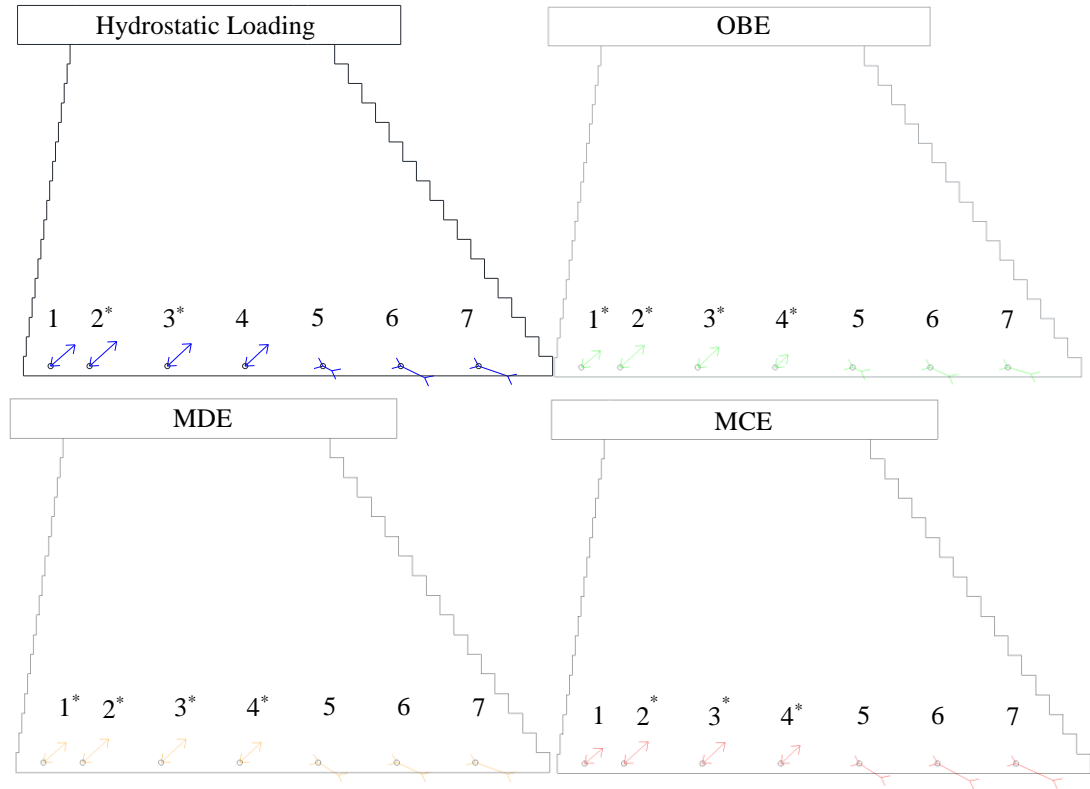 Hydrostatic Loading
1 2* 3* 4 5 6 7
OBE
1* 2* 3* 4* 5 6 7
MDE
1* 2* 3* 4* 5 6 7
MCE
1 2* 3* 4* 5 6 7